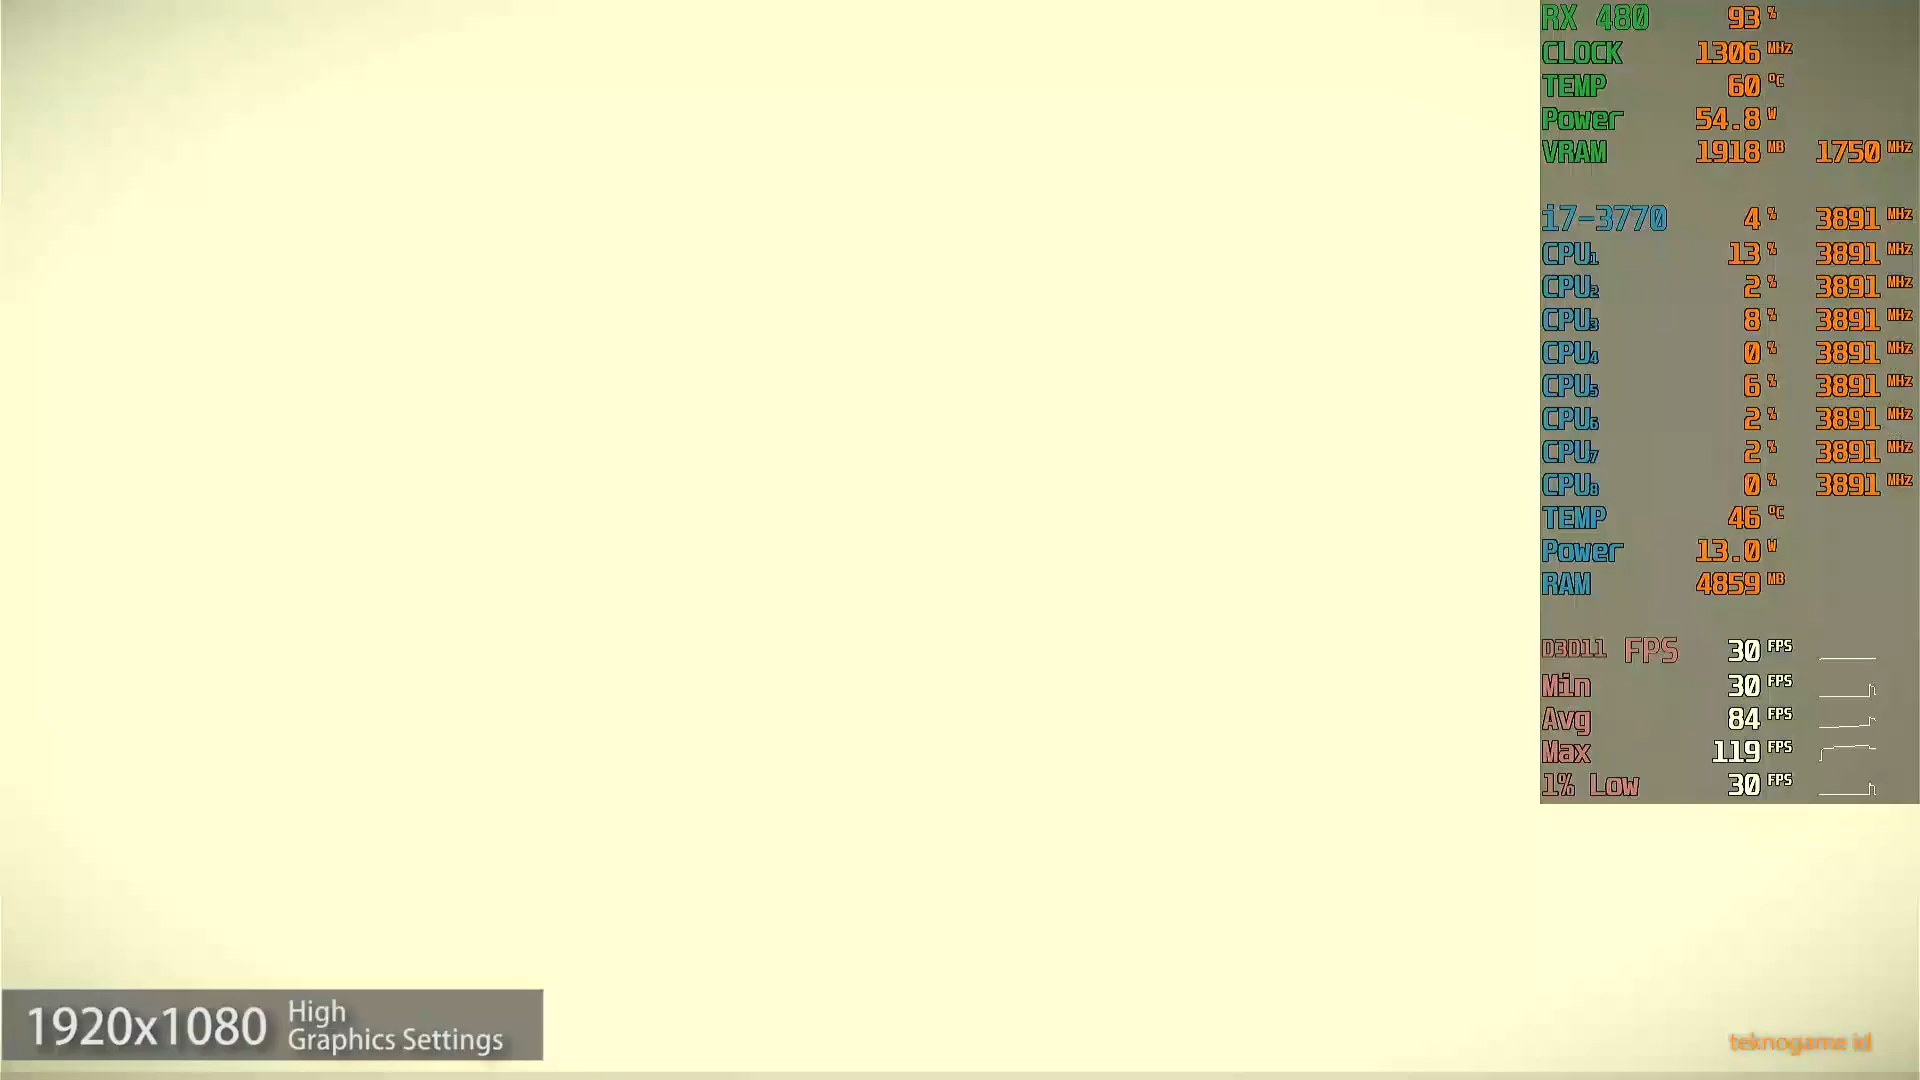 RX 480 93 %
CLOCK 1306 MHz
TEMP 60 °C
Power 54.8 W
VRAM 1918 MB 1750 MHz
i7-3770 4 % 3891 MHz
CPU1 13 % 3891 MHz
CPU2 2 % 3891 MHz
CPU3 8 % 3891 MHz
CPU4 0 % 3891 MHz
CPU5 6 % 3891 MHz
CPU6 2 % 3891 MHz
CPU7 2 % 3891 MHz
CPU8 0 % 3891 MHz
TEMP 46 °C
Power 13.0 W
RAM 4859 MB
D3D11 FPS 30 FPS
Min 30 FPS
Avg 84 FPS
Max 119 FPS
1% Low 30 FPS
1920x1080 High
Graphics Settings
teknogame id